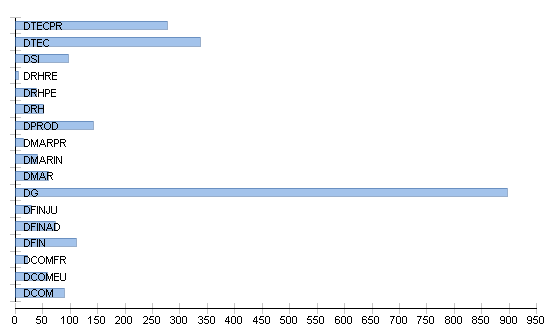 DTECPR
DTEC
DSI
DRHRE
DRHPE
DRH
DPROD
DMARPR
DMARIN
DMAR
DG
DFINJU
DFINAD
DFIN
DCOMFR
DCOMEU
DCOM
0 50 100 150 200 250 300 350 400 450 500 550 600 650 700 750 800 850 900 950